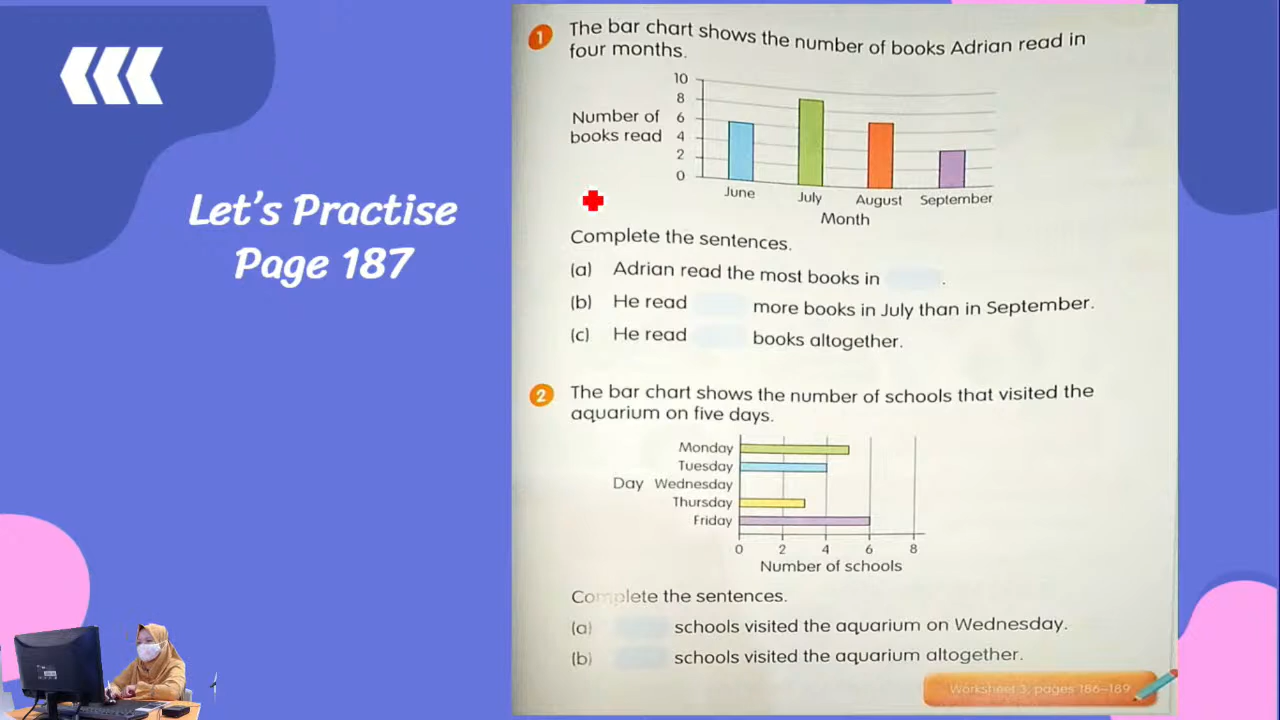 Let's Practise
Page 187
1 The bar chart shows the number of books Adrian read in
four months.
10
8
6
4
2
0
Number of
books read
June July August September
Month
Complete the sentences.
(a) Adrian read the most books in .
(b) He read more books in July than in September.
(c) He read books altogether.
2 The bar chart shows the number of schools that visited the
aquarium on five days.
Monday
Tuesday
Day Wednesday
Thursday
Friday
0 2 4 6 8
Number of schools
Complete the sentences.
(a) schools visited the aquarium on Wednesday.
(b) schools visited the aquarium altogether.
Worksheet 3, pages 186–189